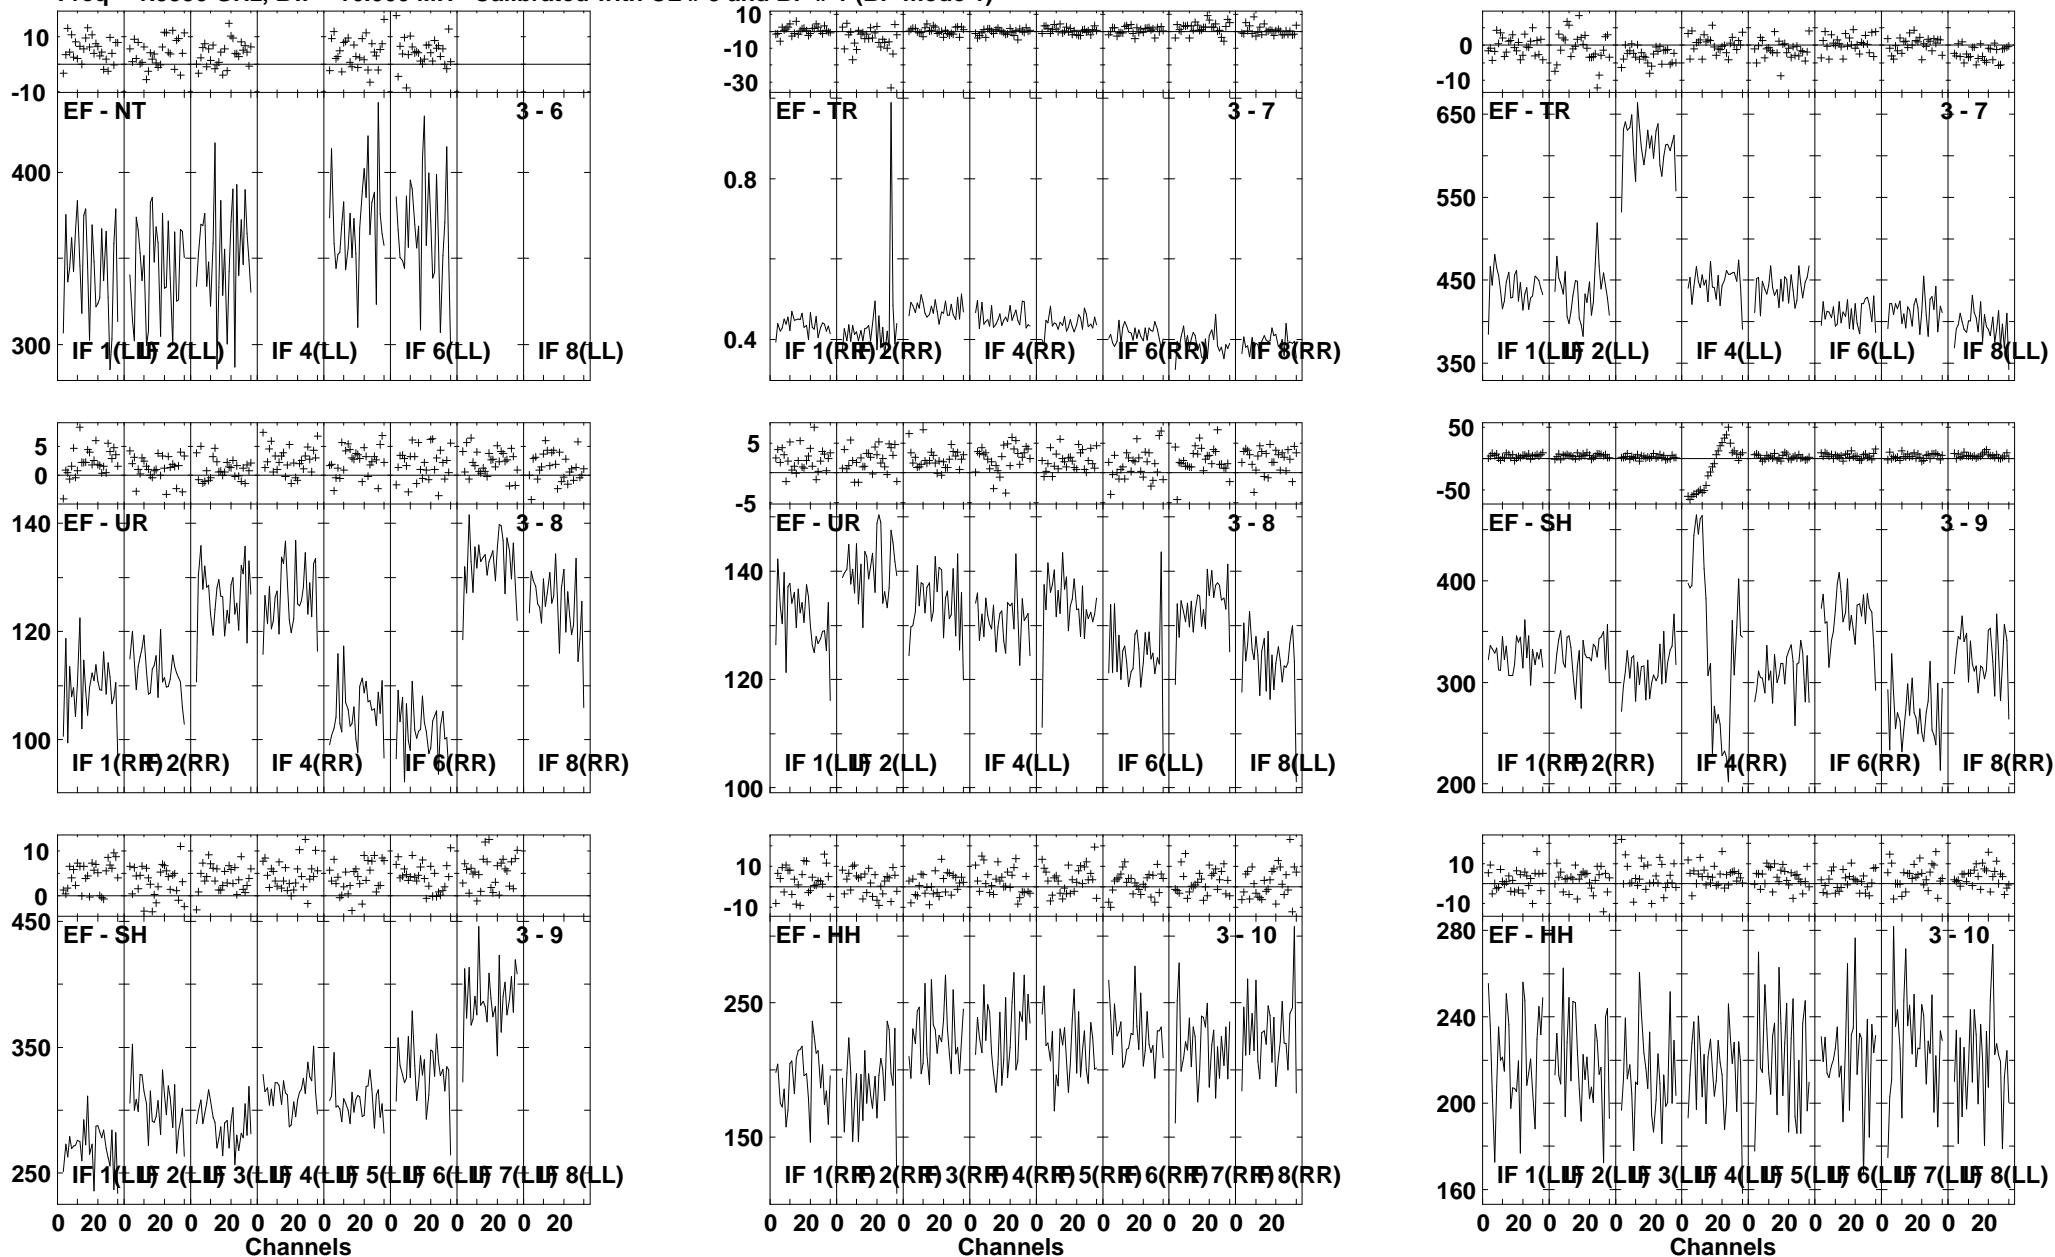 Calibrated with
10
0
-10
EF - NT 3 - 6
400
300
IF 1(LL) IF 2(LL) IF 4(LL) IF 6(LL) IF 8(LL)
10
-10
-30
EF - TR 3 - 7
0.8
0.4
IF 1(RR) IF 2(RR) IF 4(RR) IF 6(RR) IF 8(RR)
0
-10
EF - TR 3 - 7
650
550
450
350
IF 1(LL) IF 2(LL) IF 4(LL) IF 6(LL) IF 8(LL)
5
0
EF - UR 3 - 8
140
120
100
IF 1(RR) IF 2(RR) IF 4(RR) IF 6(RR) IF 8(RR)
5
0
-5
EF - UR 3 - 8
140
120
100
IF 1(LL) IF 2(LL) IF 4(LL) IF 6(LL) IF 8(LL)
50
-50
EF - SH 3 - 9
400
300
200
IF 1(RR) IF 2(RR) IF 4(RR) IF 6(RR) IF 8(RR)
10
0
EF - SH 3 - 9
450
350
250
IF 1(LL) IF 2(LL) IF 3(LL) IF 4(LL) IF 5(LL) IF 6(LL) IF 7(LL) IF 8(LL)
0 20 0 20 0 20 0 20 0 20 0 20 0 20 0 20
Channels
10
-10
EF - HH 3 - 10
250
150
IF 1(RR) IF 2(RR) IF 3(RR) IF 4(RR) IF 5(RR) IF 6(RR) IF 7(RR) IF 8(RR)
0 20 0 20 0 20 0 20 0 20 0 20 0 20 0 20
Channels
10
-10
EF - HH 3 - 10
280
240
200
160
IF 1(LL) IF 2(LL) IF 3(LL) IF 4(LL) IF 5(LL) IF 6(LL) IF 7(LL) IF 8(LL)
0 20 0 20 0 20 0 20 0 20 0 20 0 20 0 20
Channels